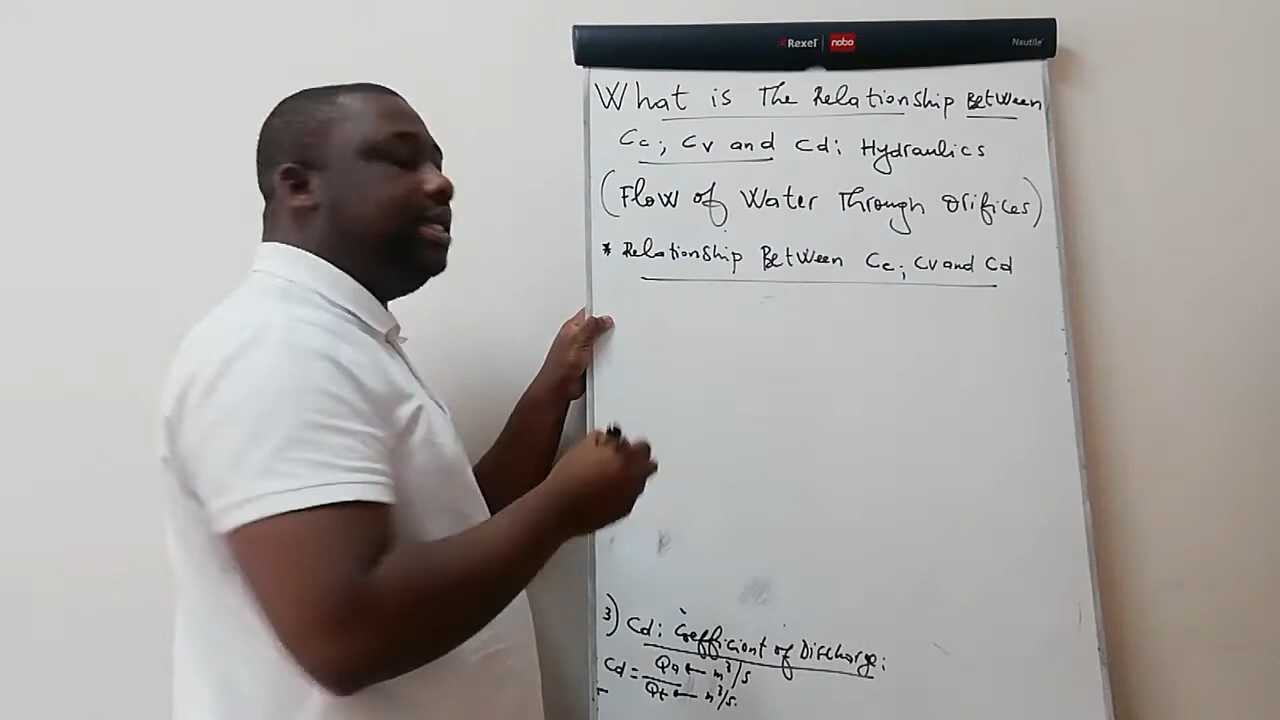 Rexel nobo Nautile
What is The Relationship Between
Cc; Cv and Cd: Hydraulics
(Flow of Water Through Orifices)
* Relationship Between Cc; Cv and Cd
3) Cd: Coefficient of Discharge:
Cd = Qa ← m³/s
Qt ← m³/s.